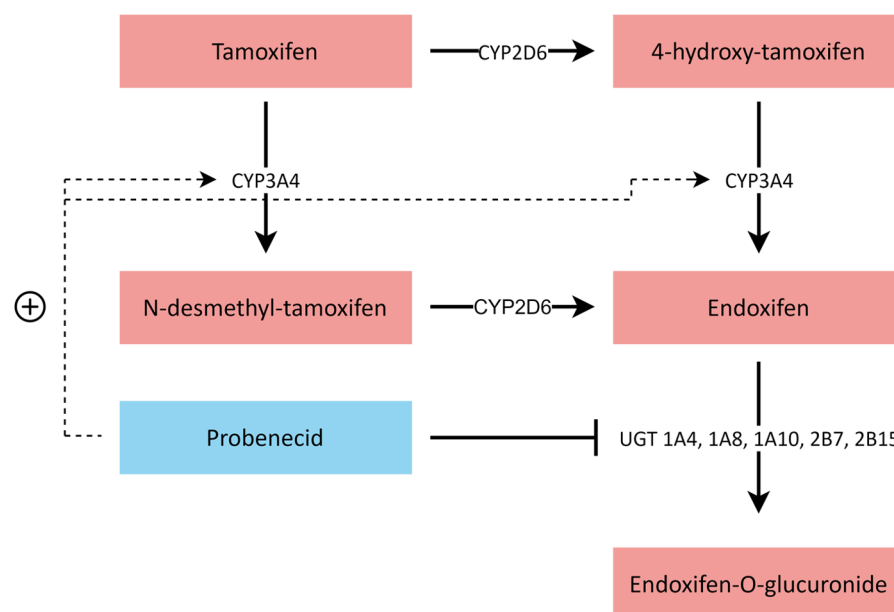 Tamoxifen
CYP2D6
4-hydroxy-tamoxifen
CYP3A4
CYP3A4
N-desmethyl-tamoxifen
CYP2D6
Endoxifen
Probenecid
UGT 1A4, 1A8, 1A10, 2B7, 2B15
Endoxifen-O-glucuronide